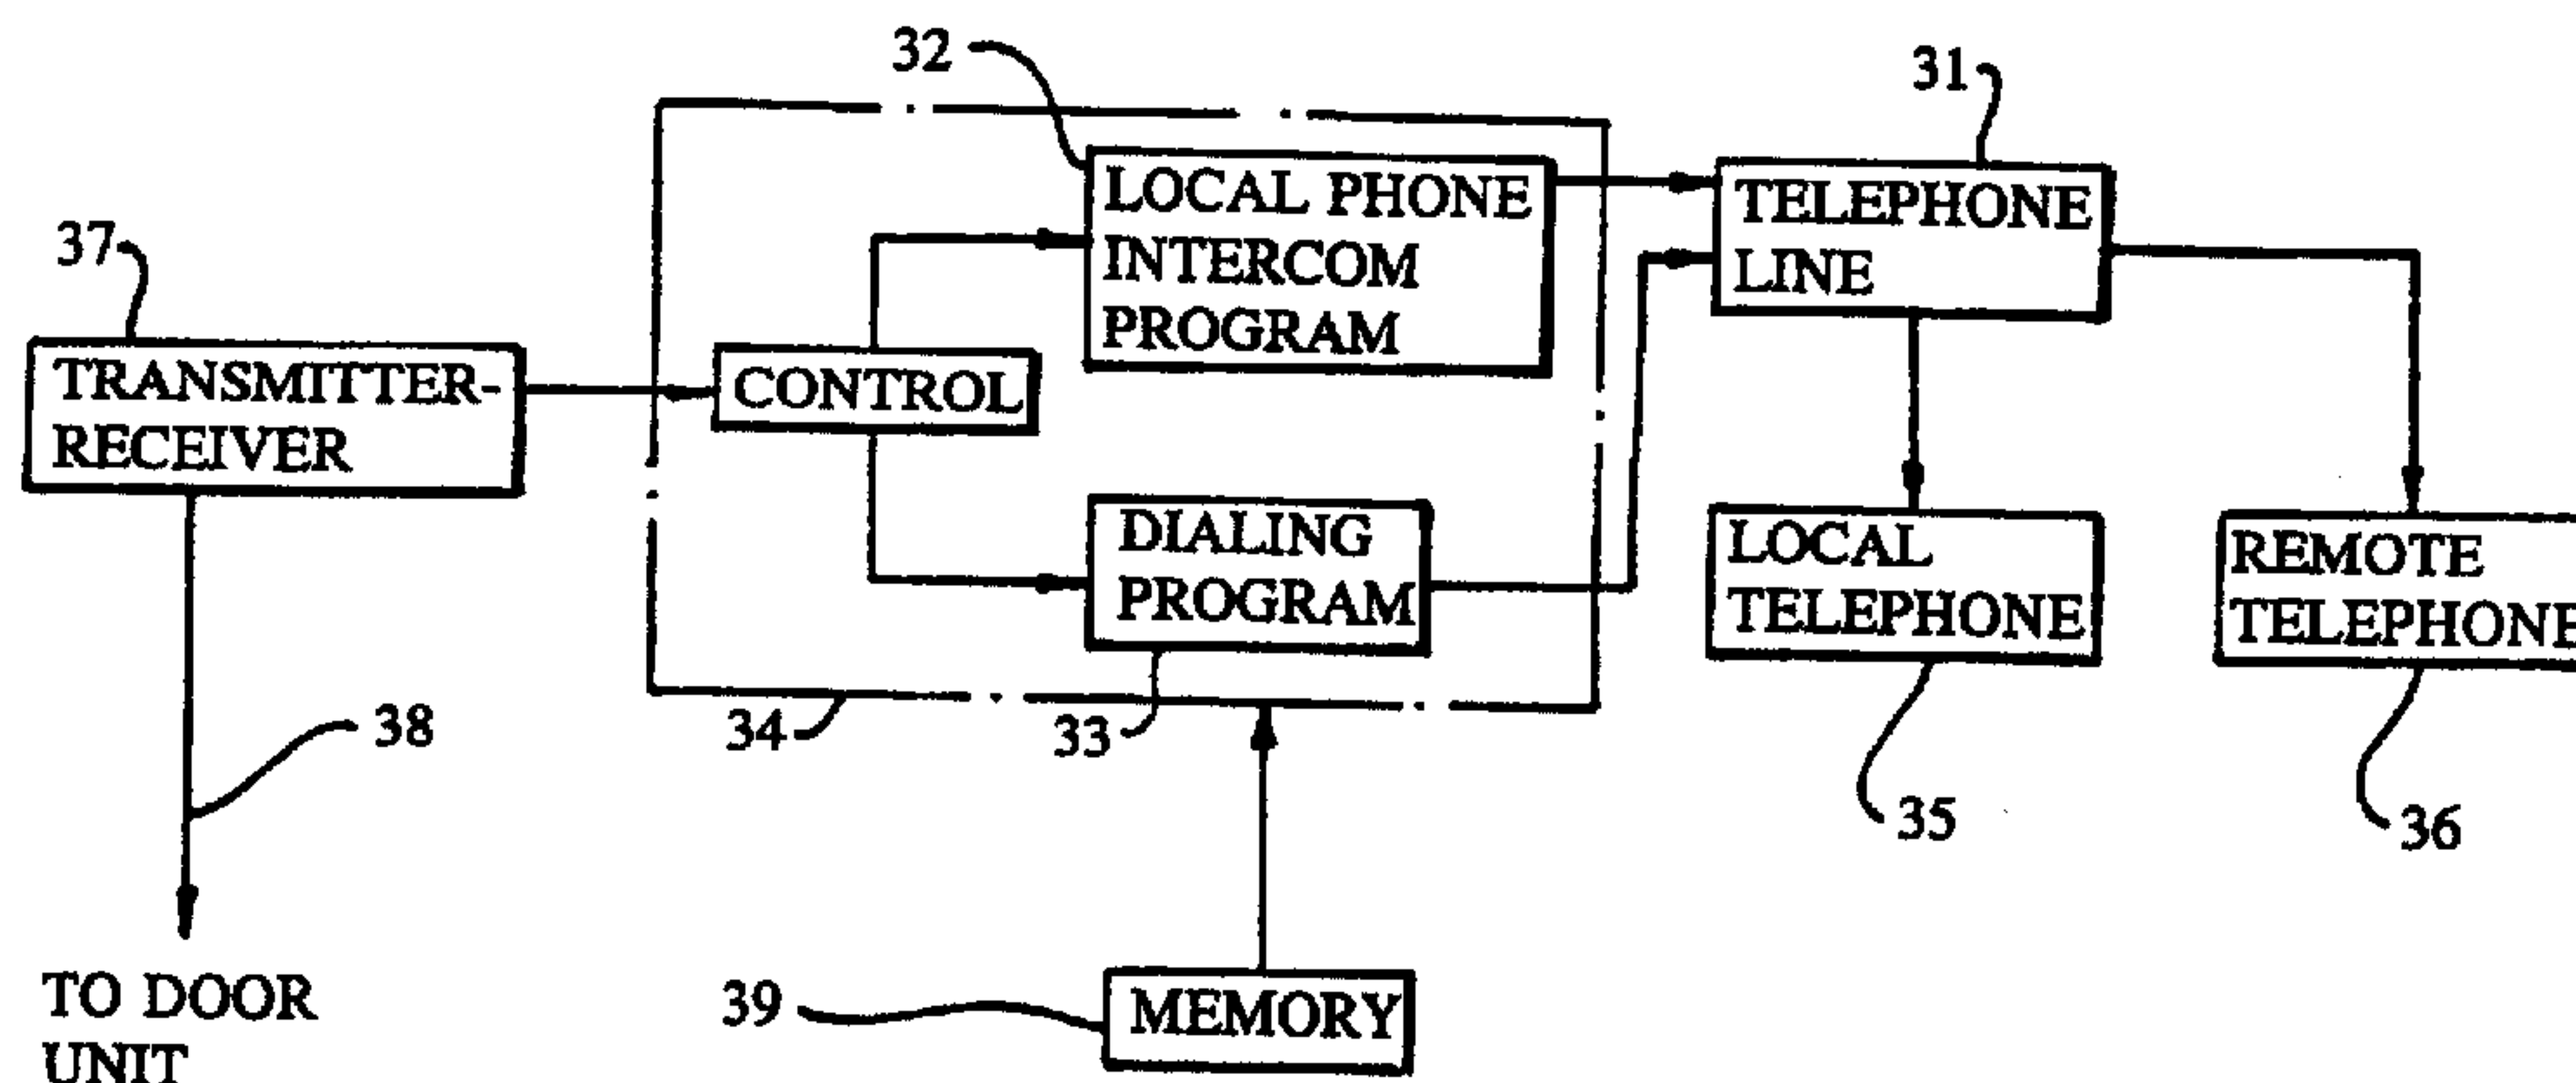 32
31
LOCAL PHONE
INTERCOM
PROGRAM
TELEPHONE
LINE
37
TRANSMITTER-
RECEIVER
CONTROL
DIALING
PROGRAM
LOCAL
TELEPHONE
REMOTE
TELEPHONE
38
34
33
35
36
39
MEMORY
TO DOOR
UNIT